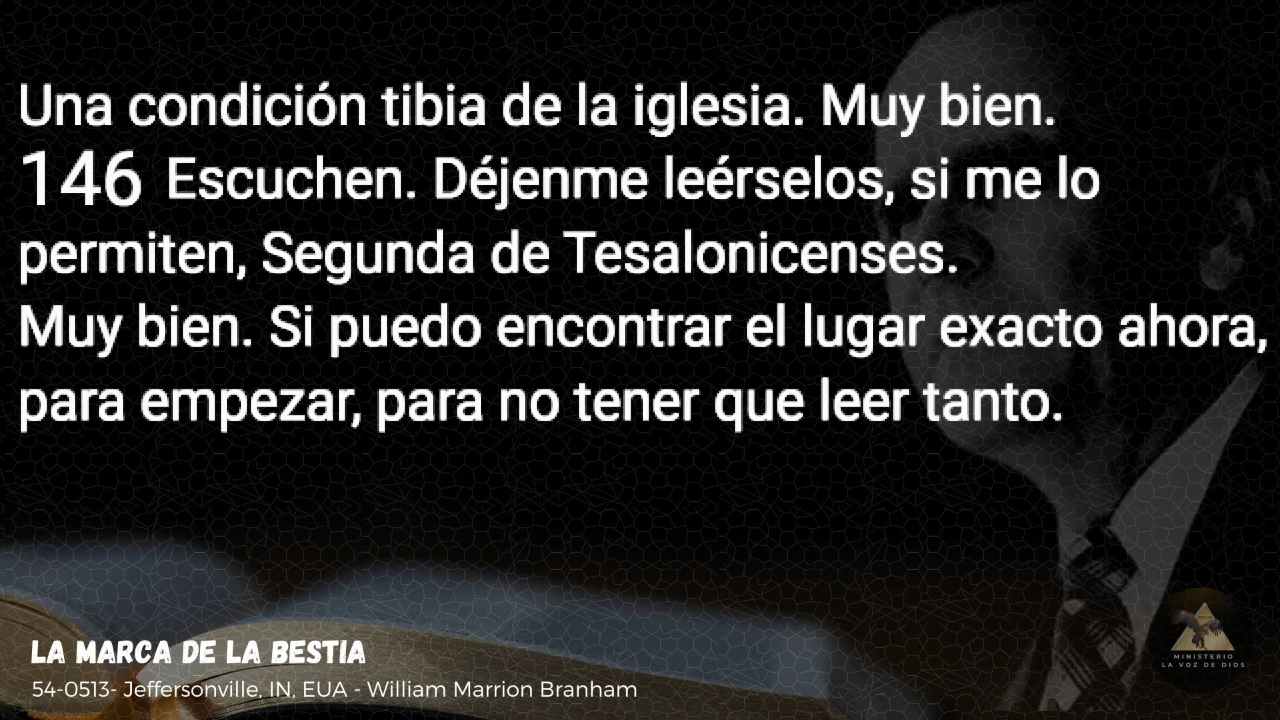 Una condición tibia de la iglesia. Muy bien.
146 Escuchen. Déjenme leérselos, si me lo
permiten, Segunda de Tesalonicenses.
Muy bien. Si puedo encontrar el lugar exacto ahora,
para empezar, para no tener que leer tanto.
LA MARCA DE LA BESTIA
54-0513- Jeffersonville, IN, EUA - William Marrion Branham
MINISTERIO
LA VOZ DE DIOS